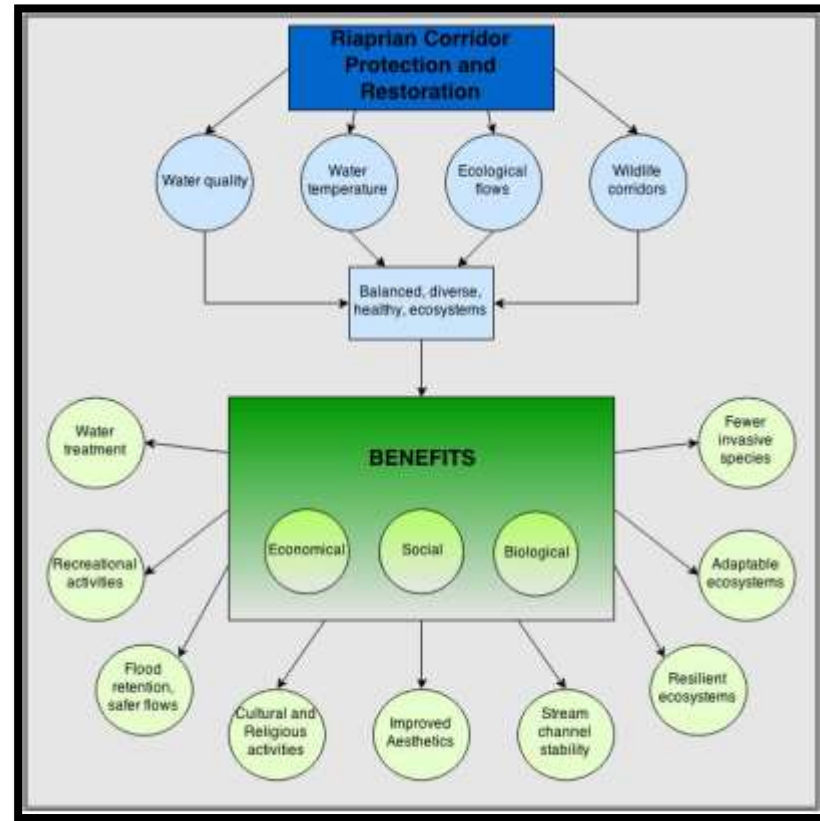 Riaprian Corridor
Protection and
Restoration
Water quality
Water
temperature
Ecological
flows
Wildlife
corridors
Balanced, diverse,
healthy, ecosystems
BENEFITS
Economical
Social
Biological
Water
treatment
Recreational
activities
Flood
retention,
safer flows
Cultural and
Religious
activities
Improved
Aesthetics
Stream
channel
stability
Resilient
ecosystems
Adaptable
ecosystems
Fewer
invasive
species